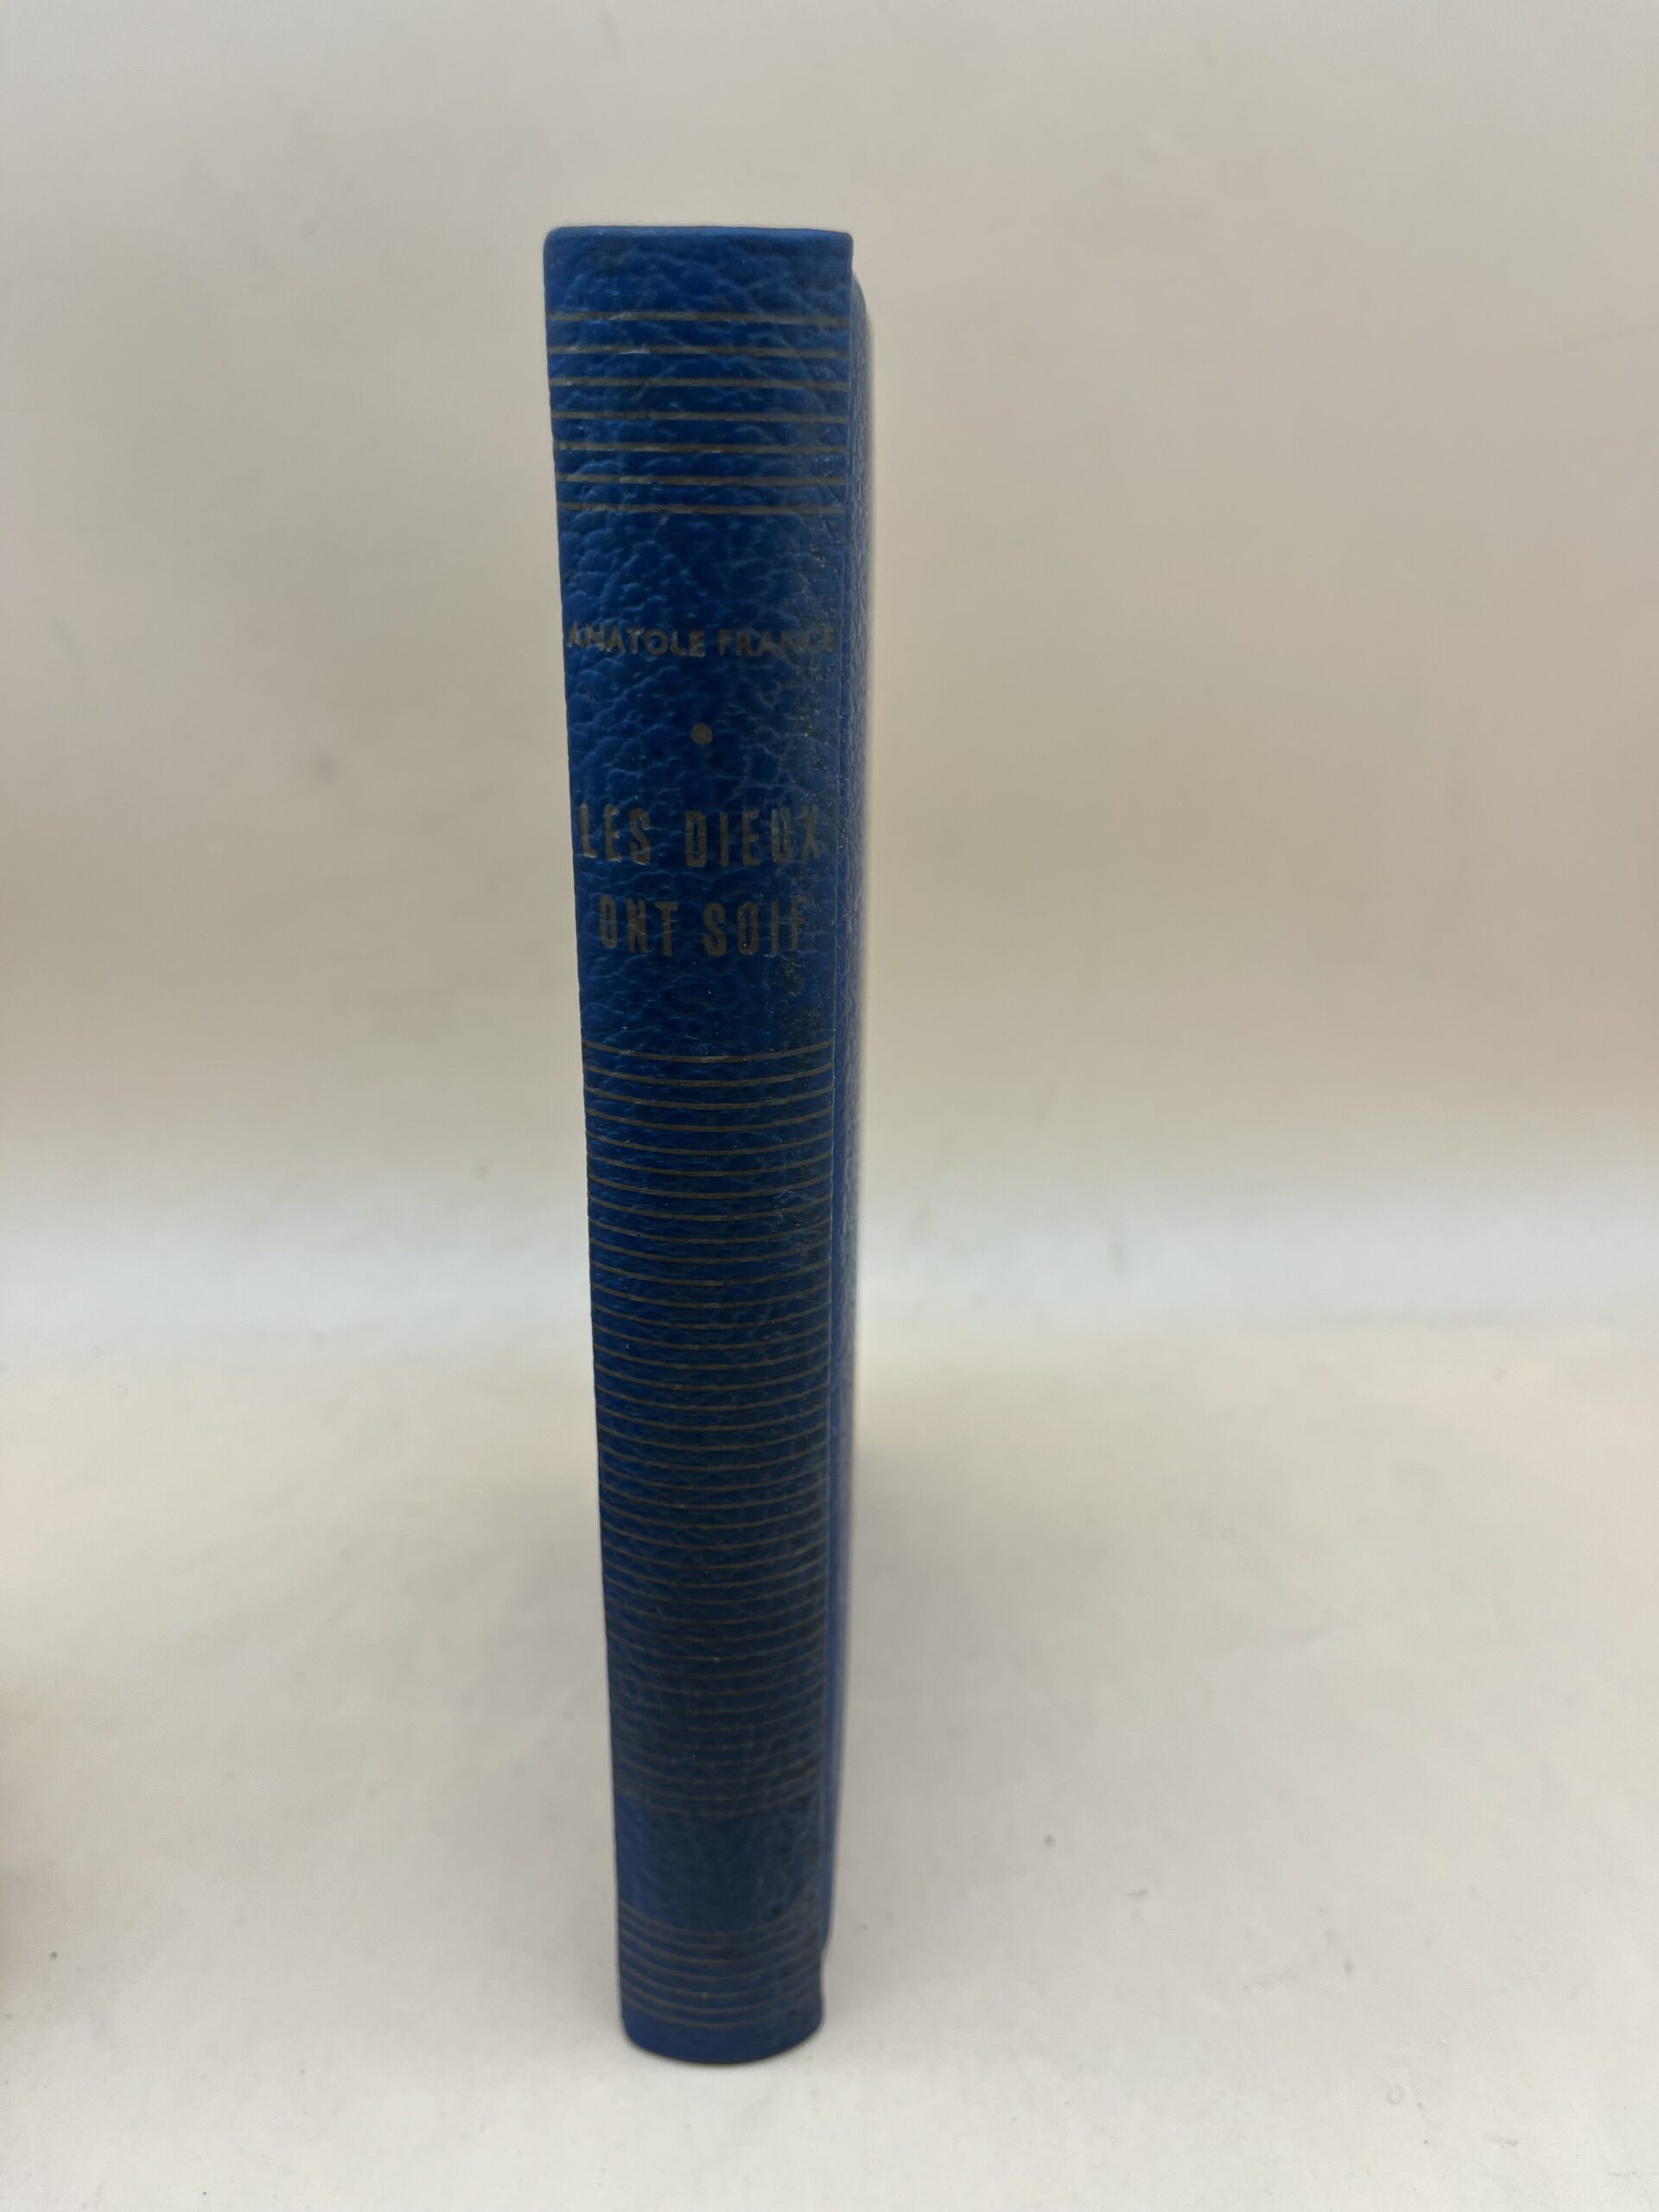 ANATOLE FRANCE
LES DIEUX
ONT SOIF